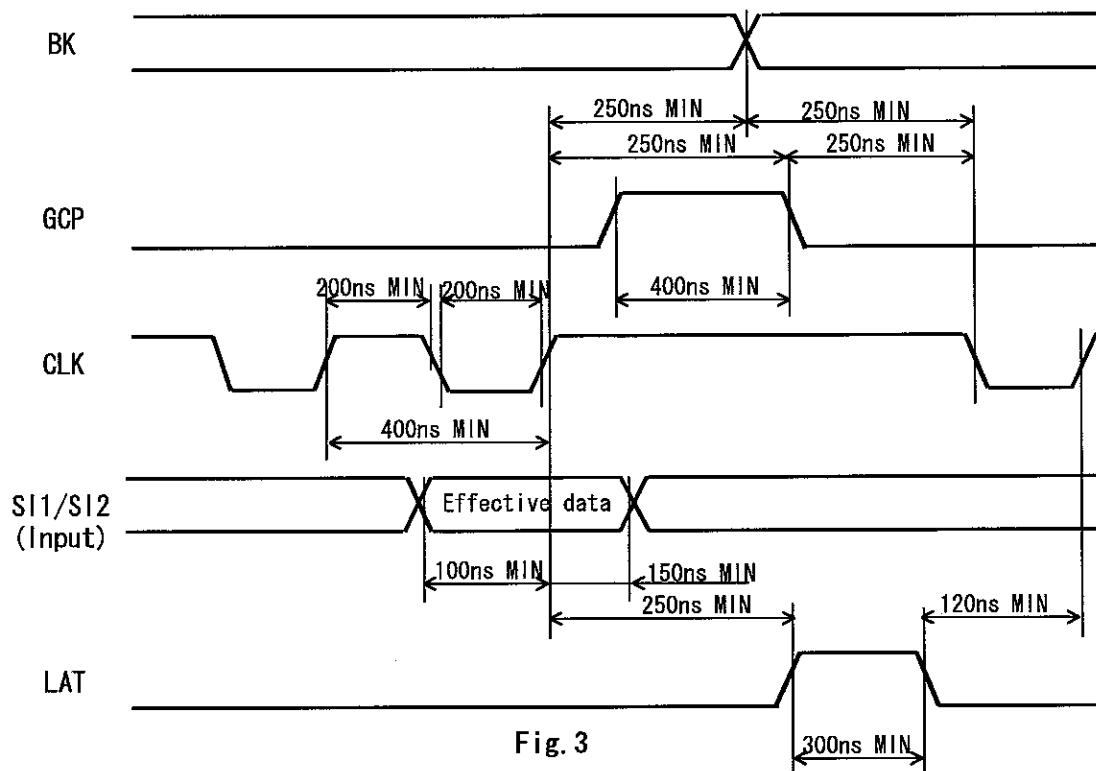 BK
250ns MIN 250ns MIN
250ns MIN 250ns MIN
GCP
200ns MIN 200ns MIN 400ns MIN
CLK
400ns MIN
SI1/SI2
(Input)
Effective data
100ns MIN 150ns MIN
250ns MIN 120ns MIN
LAT
Fig.3
300ns MIN